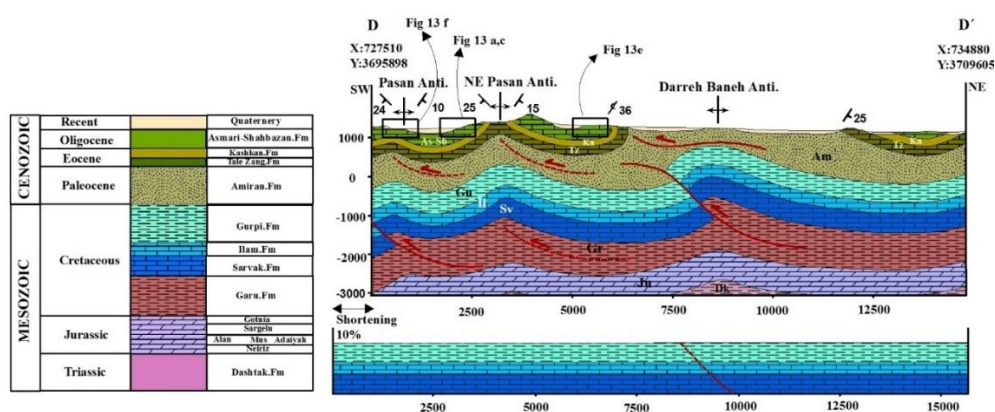 D
D´
X:727510
Y:3695898
X:734880
Y:3709605
Fig 13 f
Fig 13 a,c
Fig 13e
Pasan Anti.
NE Pasan Anti.
Darreh Baneh Anti.
SW
NE
24
10
25
15
36
25
1000
0
-1000
-2000
-3000
As-Sb
Tz
Ka
Tz
Ka
Am
Gu
Il
Sv
Gr
Ju
Dk
2500
5000
7500
10000
12500
Shortening
10%
2500
5000
7500
10000
12500
15000
CENOZOIC
MESOZOIC
Recent
Quaternery
Oligocene
Asmari-Shahbazan.Fm
Eocene
Kashkan.Fm
Tale Zang.Fm
Paleocene
Amiran.Fm
Cretaceous
Gurpi.Fm
Ilam.Fm
Sarvak.Fm
Garu.Fm
Jurassic
Gotnia
Sargelu
Alan Mus Adaiyah
Neiriz
Triassic
Dashtak.Fm